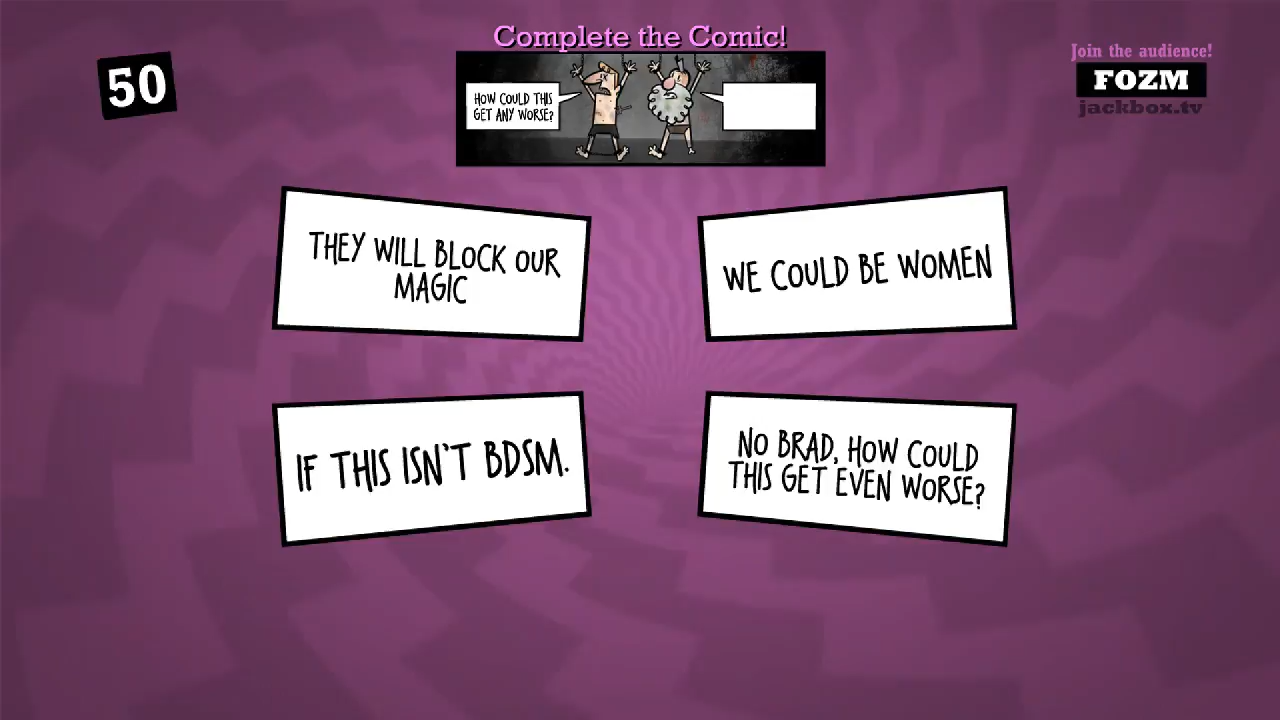 Complete the Comic!
50
Join the audience!
FOZM
jackbox.tv
HOW COULD THIS
GET ANY WORSE?
THEY WILL BLOCK OUR
MAGIC
WE COULD BE WOMEN
IF THIS ISN'T BDSM.
NO BRAD, HOW COULD
THIS GET EVEN WORSE?